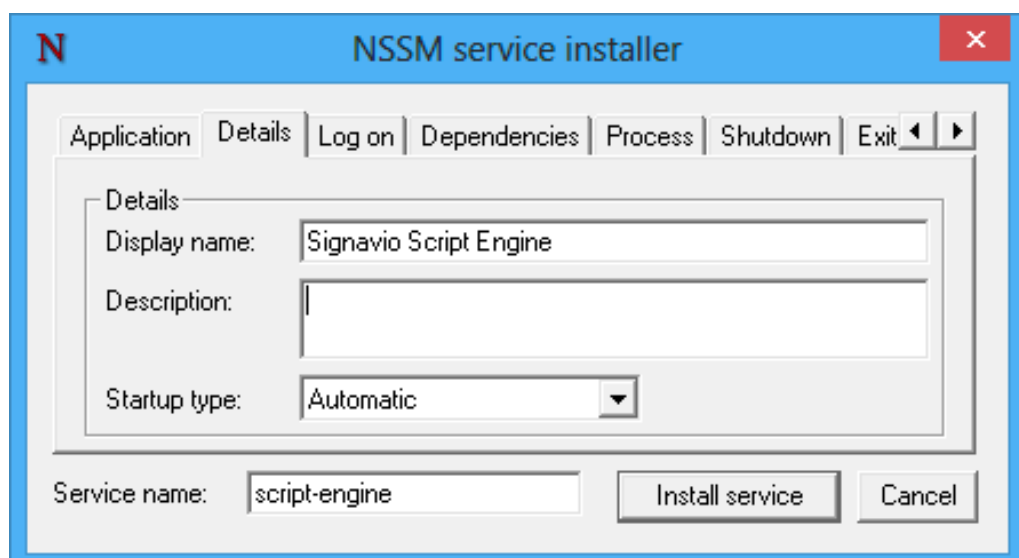 N NSSM service installer
Application Details Log on Dependencies Process Shutdown Exit
Details
Display name: Signavio Script Engine
Description:
Startup type: Automatic
Service name: script-engine Install service Cancel